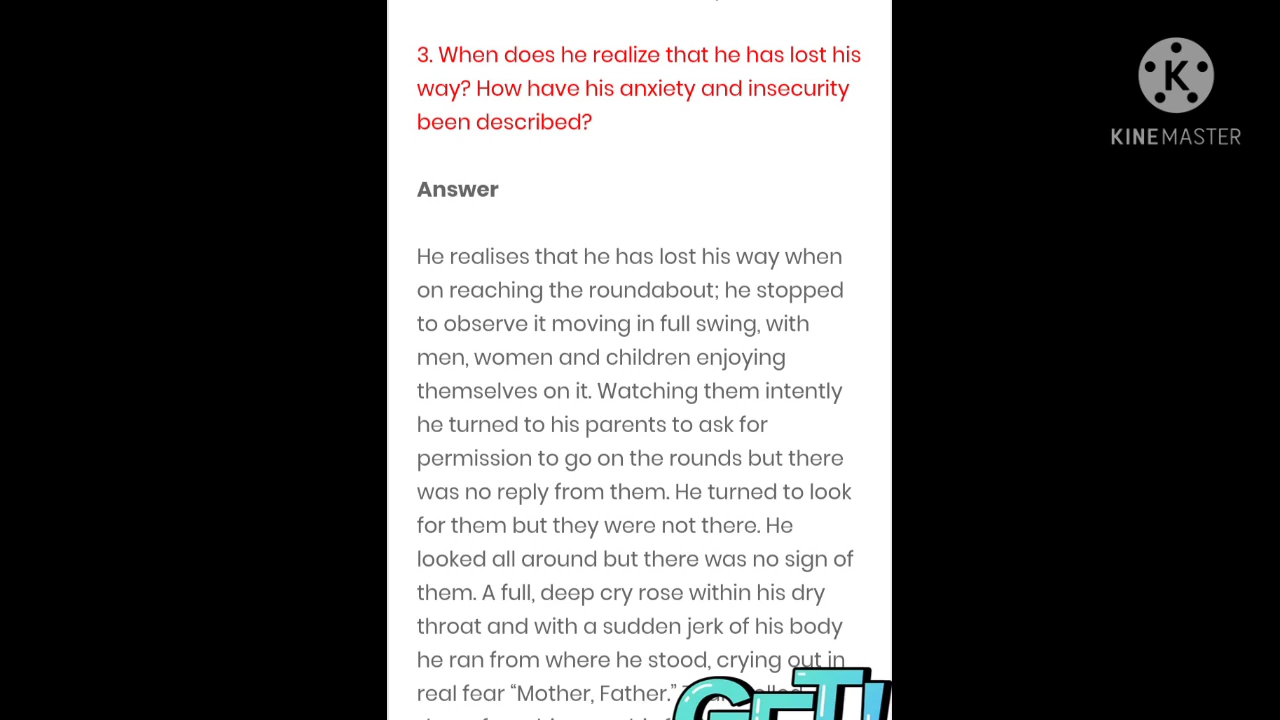 3. When does he realize that he has lost his
way? How have his anxiety and insecurity
been described?
Answer
He realises that he has lost his way when
on reaching the roundabout; he stopped
to observe it moving in full swing, with
men, women and children enjoying
themselves on it. Watching them intently
he turned to his parents to ask for
permission to go on the rounds but there
was no reply from them. He turned to look
for them but they were not there. He
looked all around but there was no sign of
them. A full, deep cry rose within his dry
throat and with a sudden jerk of his body
he ran from where he stood, crying out in
real fear “Mother, Father.”
K
KINEMASTER